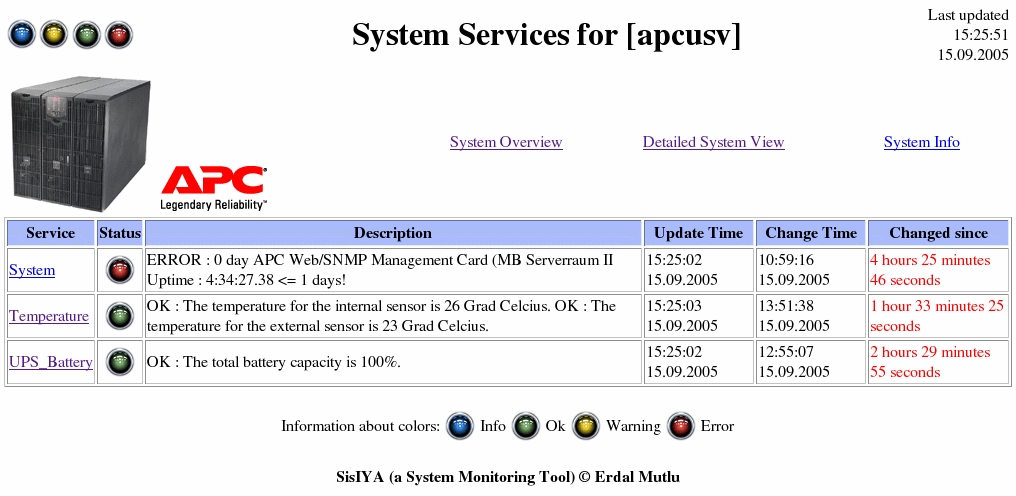 System Services for [apcusv]
Last updated
15:25:51
15.09.2005
System Overview
Detailed System View
System Info
APC
Legendary Reliability™
Service
Status
Description
Update Time
Change Time
Changed since
System
ERROR : 0 day APC Web/SNMP Management Card (MB Serverraum II
Uptime : 4:34:27.38 <= 1 days!
15:25:02
15.09.2005
10:59:16
15.09.2005
4 hours 25 minutes
46 seconds
Temperature
OK : The temperature for the internal sensor is 26 Grad Celcius. OK : The
temperature for the external sensor is 23 Grad Celcius.
15:25:03
15.09.2005
13:51:38
15.09.2005
1 hour 33 minutes 25
seconds
UPS_Battery
OK : The total battery capacity is 100%.
15:25:02
15.09.2005
12:55:07
15.09.2005
2 hours 29 minutes
55 seconds
Information about colors: Info Ok Warning Error
SisIYA (a System Monitoring Tool) © Erdal Mutlu